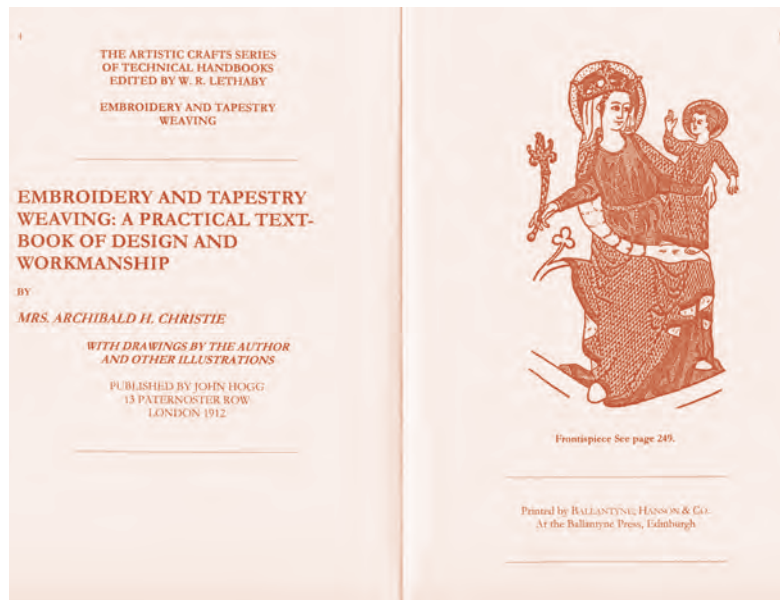 4
THE ARTISTIC CRAFTS SERIES
OF TECHNICAL HANDBOOKS
EDITED BY W. R. LETHABY
EMBROIDERY AND TAPESTRY
WEAVING
EMBROIDERY AND TAPESTRY
WEAVING: A PRACTICAL TEXT-
BOOK OF DESIGN AND
WORKMANSHIP
BY
MRS. ARCHIBALD H. CHRISTIE
WITH DRAWINGS BY THE AUTHOR
AND OTHER ILLUSTRATIONS
PUBLISHED BY JOHN HOGG
13 PATERNOSTER ROW
LONDON 1912
Frontispiece See page 249.
Printed by BALLANTYNE, HANSON & CO.
At the Ballantyne Press, Edinburgh